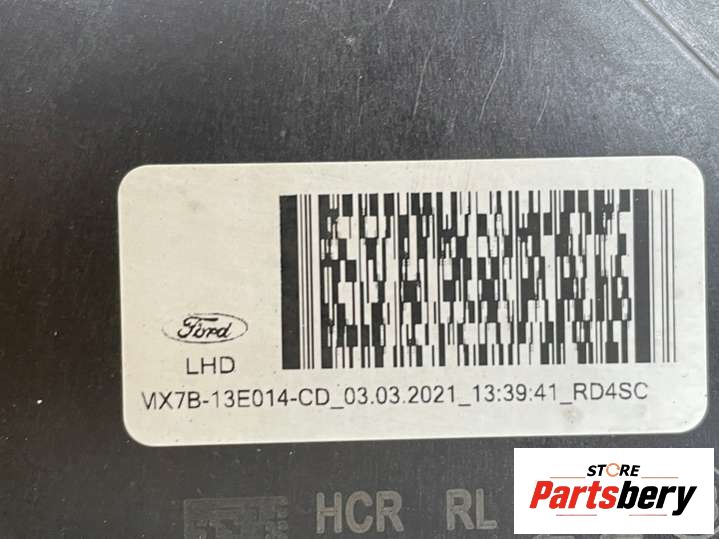 Ford
LHD
MX7B-13E014-CD_03.03.2021_13:39:41_RD4SC
HCR RL
STORE
Partsbery